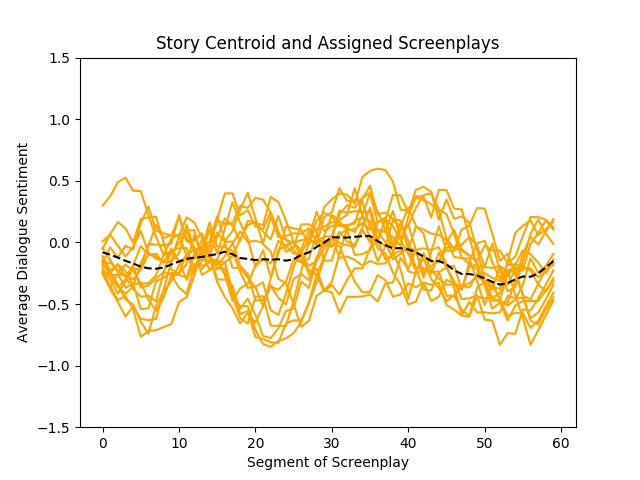 Story Centroid and Assigned Screenplays
1.5
1.0
0.5
0.0
−0.5
−1.0
−1.5
Average Dialogue Sentiment
0 10 20 30 40 50 60
Segment of Screenplay